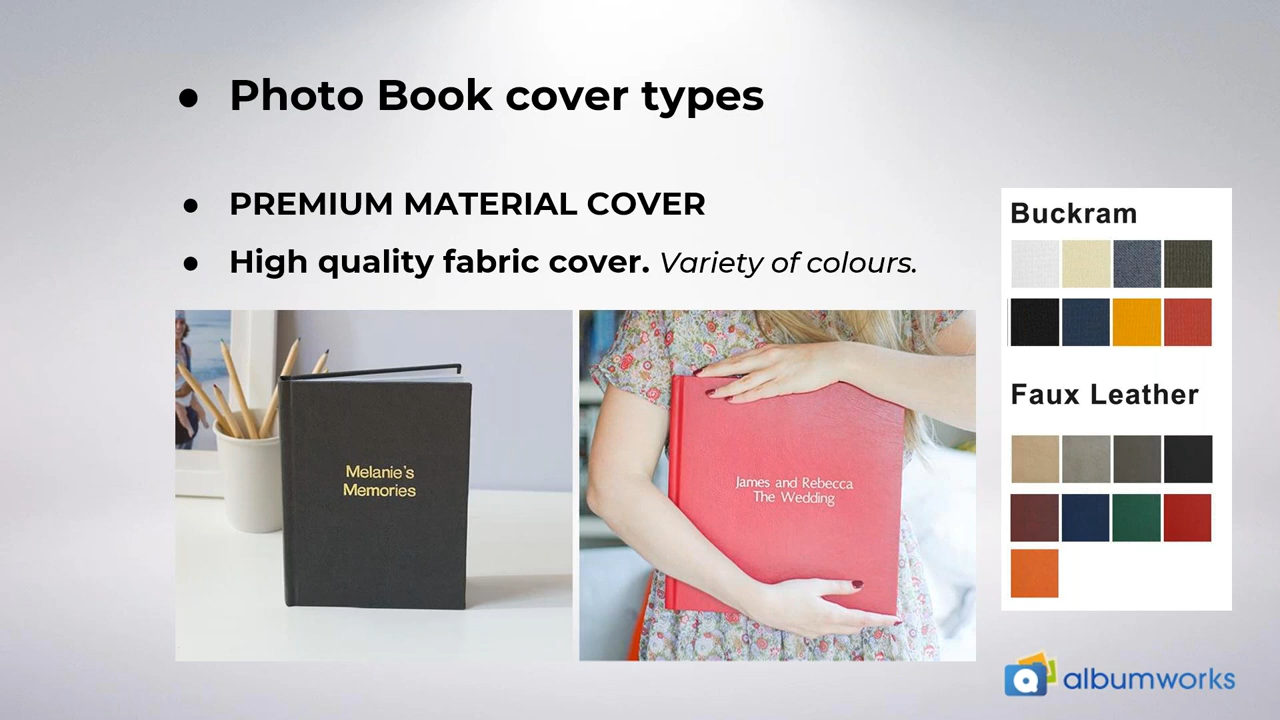 ● Photo Book cover types
● PREMIUM MATERIAL COVER
● High quality fabric cover. Variety of colours.
Melanie's
Memories
James and Rebecca
The Wedding
Buckram
Faux Leather
albumworks